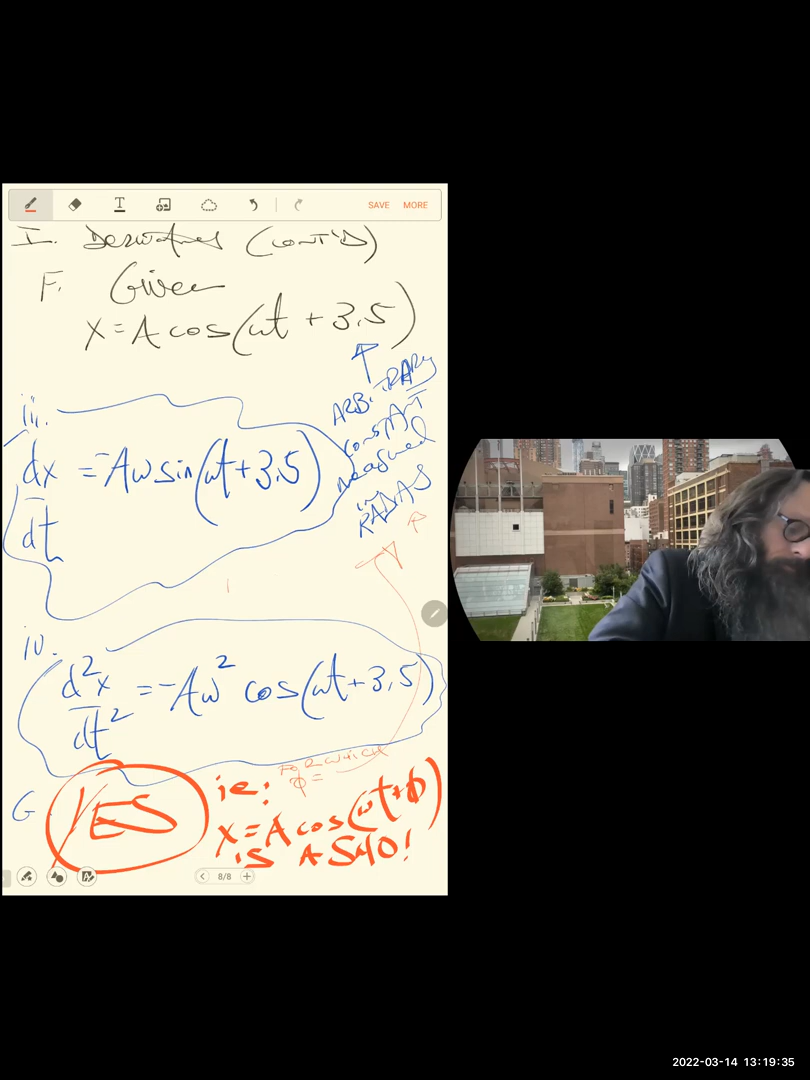 SAVE MORE
I. Derivatives (CONT'D)
F. Given
x = A cos(ωt + 3.5)
ARBITRARY
CONSTANT
measured
in
RADIANS
iii.
dx/dt = -Aω sin(ωt + 3.5)
iv.
d²x/dt² = -Aω² cos(ωt + 3.5)
FOR WHICH
φ =
G. YES ie:
x = A cos(ωt + φ)
IS A SHO!
8/8
2022-03-14 13:19:35